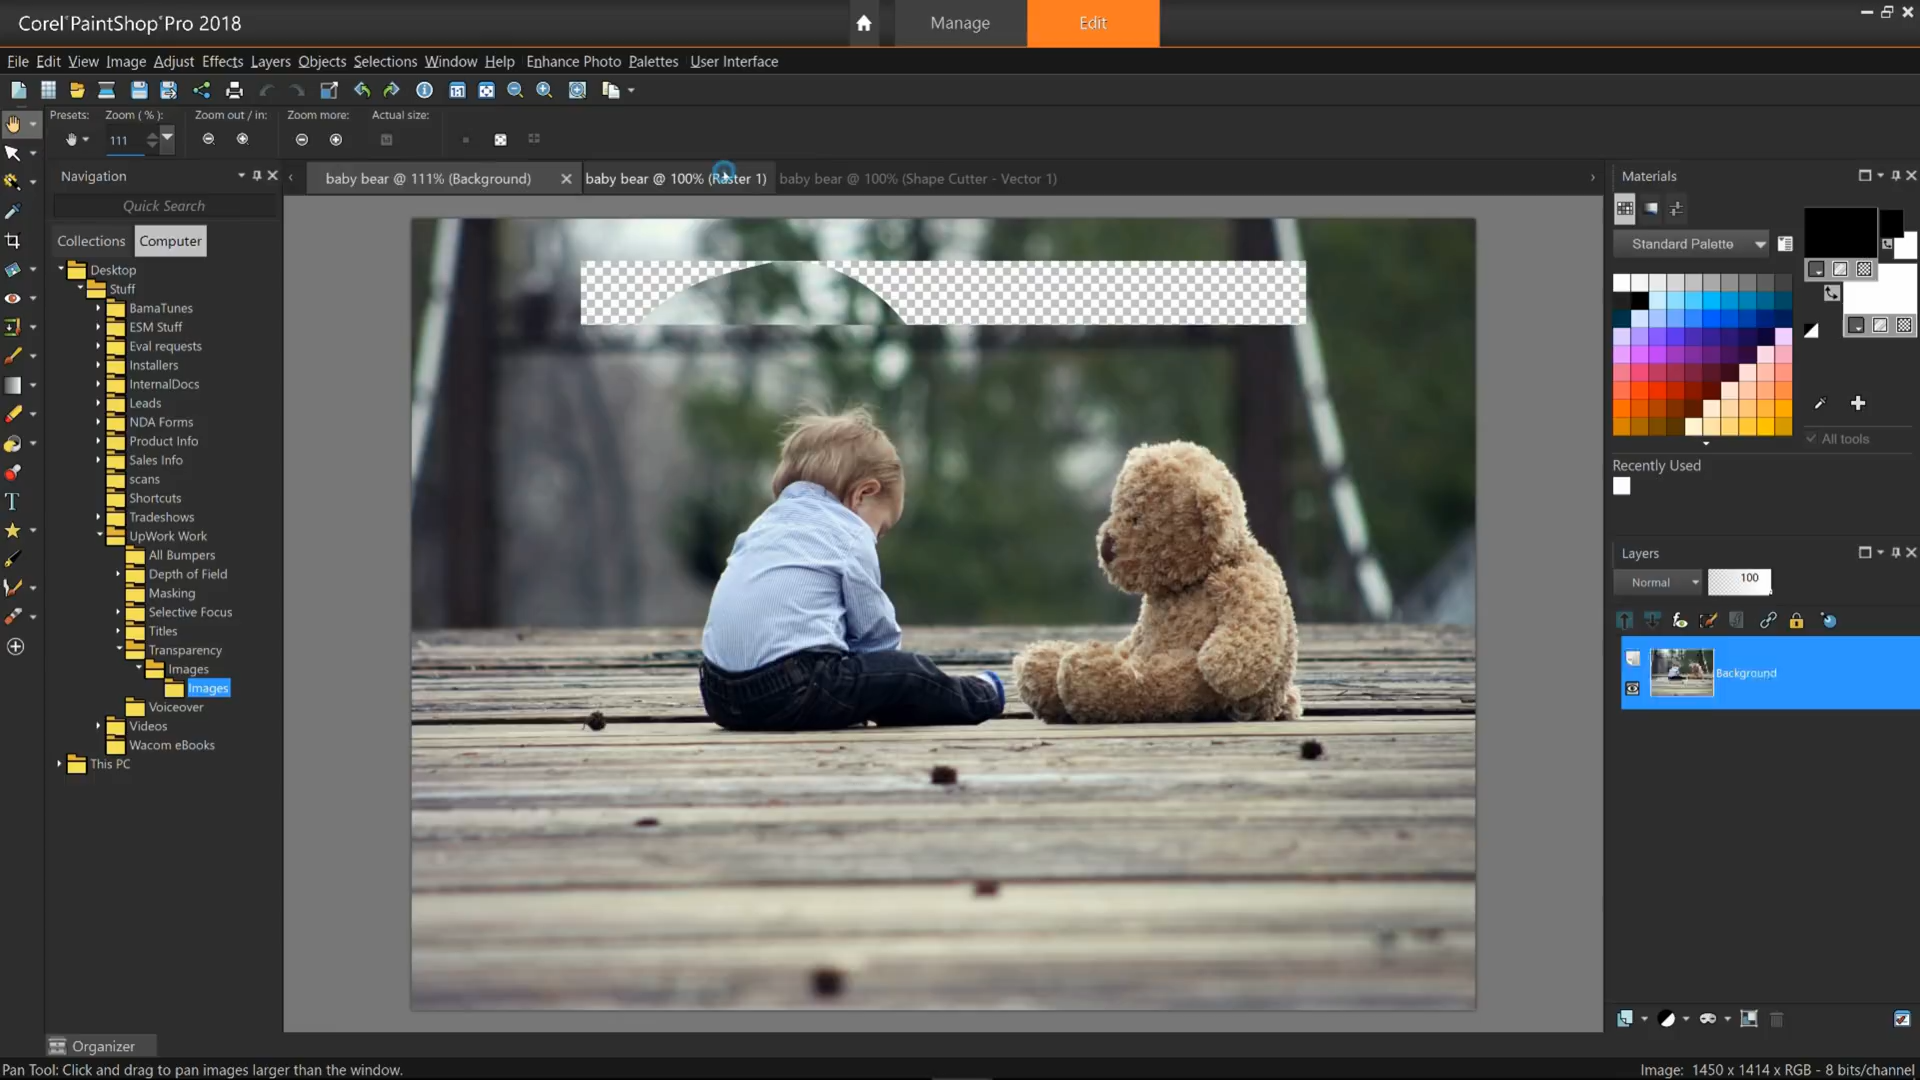 Corel PaintShop Pro 2018
Manage
Edit
File Edit View Image Adjust Effects Layers Objects Selections Window Help Enhance Photo Palettes User Interface
Presets: Zoom ( % ): Zoom out / in: Zoom more: Actual size:
111
Navigation
Quick Search
Collections Computer
Desktop
Stuff
BamaTunes
ESM Stuff
Eval requests
Installers
InternalDocs
Leads
NDA Forms
Product Info
Sales Info
scans
Shortcuts
Tradeshows
UpWork Work
All Bumpers
Depth of Field
Masking
Selective Focus
Titles
Transparency
Images
Images
Voiceover
Videos
Wacom eBooks
This PC
Organizer
baby bear @ 111% (Background)
baby bear @ 100% (Raster 1)
baby bear @ 100% (Shape Cutter - Vector 1)
Materials
Standard Palette
All tools
Recently Used
Layers
Normal
100
Background
Pan Tool: Click and drag to pan images larger than the window.
Image: 1450 x 1414 x RGB - 8 bits/channel